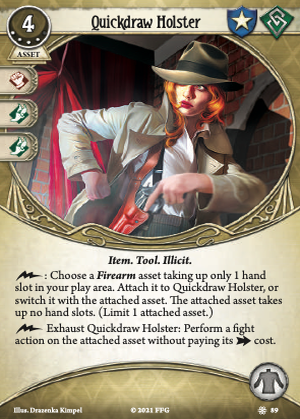 4
Quickdraw Holster
ASSET
Item. Tool. Illicit.
: Choose a Firearm asset taking up only 1 hand
slot in your play area. Attach it to Quickdraw Holster, or
switch it with the attached asset. The attached asset takes
up no hand slots. (Limit 1 attached asset.)
Exhaust Quickdraw Holster: Perform a fight
action on the attached asset without paying its cost.
Illus. Drazenka Kimpel
© 2021 FFG
89